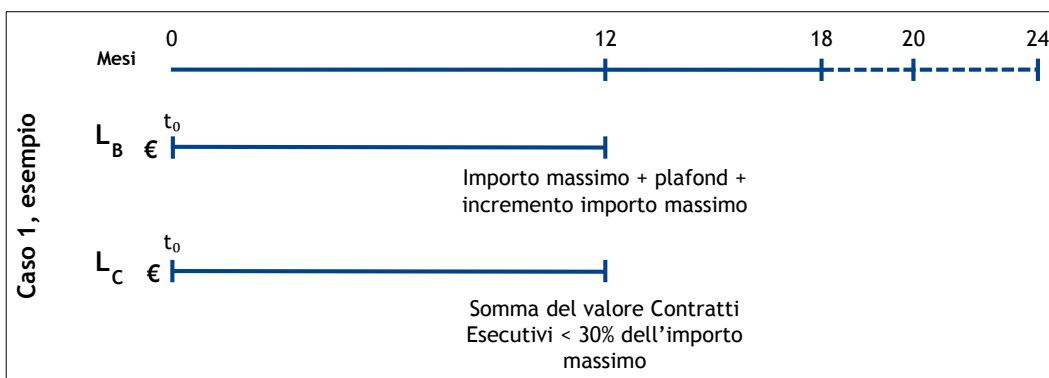 Caso 1, esempio
Mesi 0 12 18 20 24
t₀
L_B €
Importo massimo + plafond +
incremento importo massimo
t₀
L_C €
Somma del valore Contratti
Esecutivi < 30% dell'importo
massimo